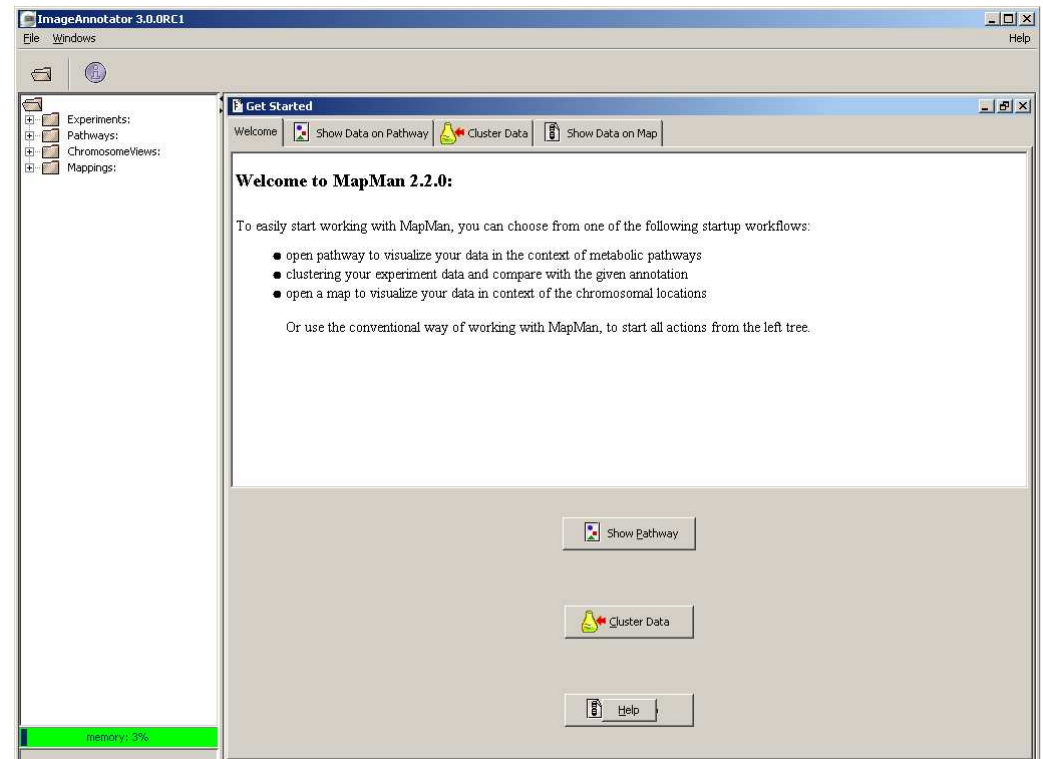 ImageAnnotator 3.0.0RC1
File Windows Help
Experiments:
Pathways:
ChromosomeViews:
Mappings:
Get Started
Welcome Show Data on Pathway Cluster Data Show Data on Map
Welcome to MapMan 2.2.0:
To easily start working with MapMan, you can choose from one of the following startup workflows:
open pathway to visualize your data in the context of metabolic pathways
clustering your experiment data and compare with the given annotation
open a map to visualize your data in context of the chromosomal locations
Or use the conventional way of working with MapMan, to start all actions from the left tree.
Show Pathway
Cluster Data
Help
memory: 3%